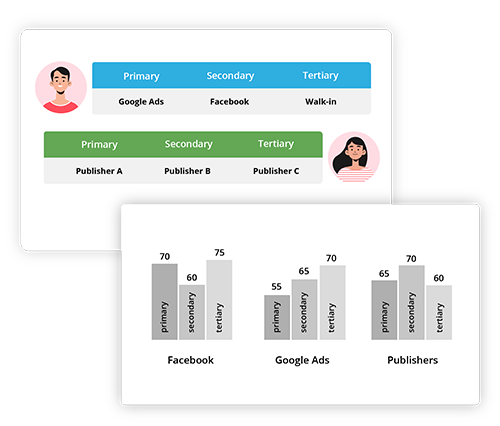 Primary Secondary Tertiary
Google Ads Facebook Walk-in
Primary Secondary Tertiary
Publisher A Publisher B Publisher C
70 60 75
primary secondary tertiary
Facebook
55 65 70
primary secondary tertiary
Google Ads
65 70 60
primary secondary tertiary
Publishers